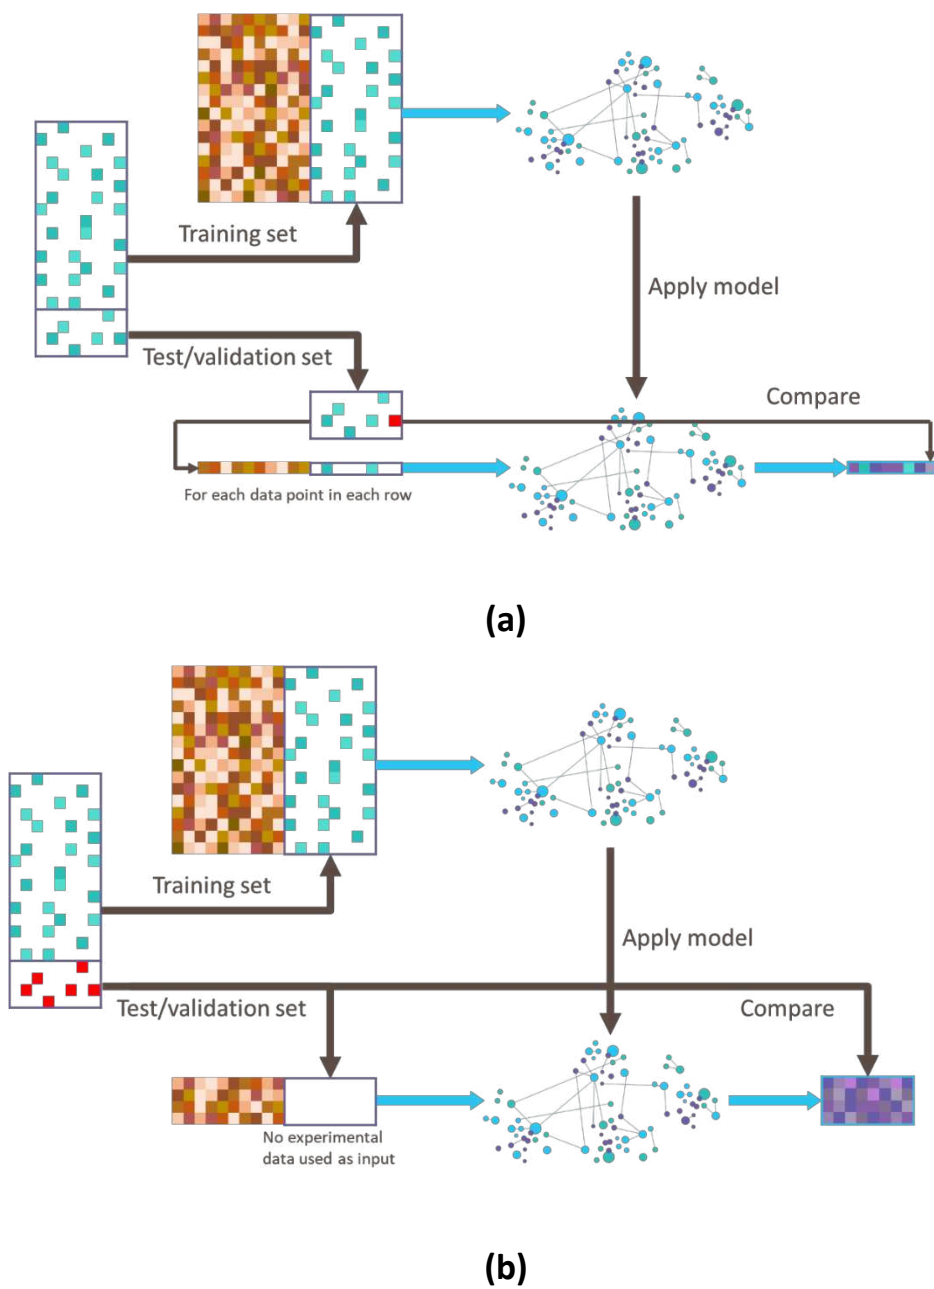 Training set
Apply model
Test/validation set
Compare
For each data point in each row
(a)
Training set
Apply model
Test/validation set
Compare
No experimental
data used as input
(b)